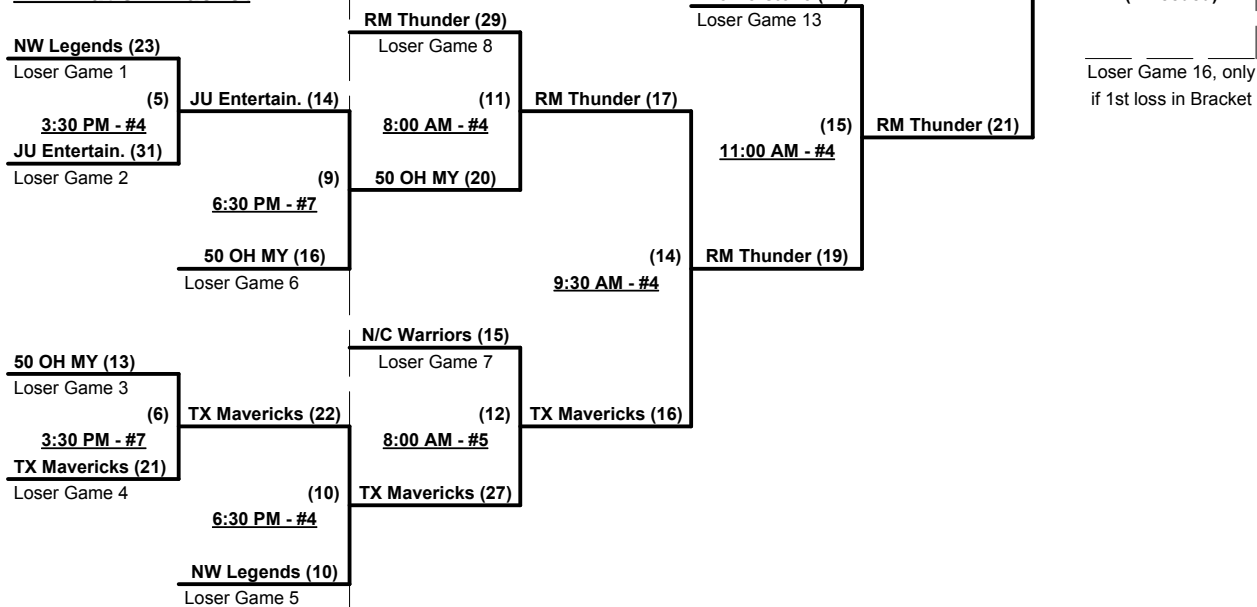 RM Thunder (29)
Loser Game 13
NW Legends (23)
Loser Game 8
Loser Game 1
Loser Game 16, only
(5) JU Entertain. (14)
(11) RM Thunder (17)
if 1st loss in Bracket
3:30 PM - #4
8:00 AM - #4
(15) RM Thunder (21)
JU Entertain. (31)
11:00 AM - #4
Loser Game 2
(9) 50 OH MY (20)
6:30 PM - #7
50 OH MY (16)
(14) RM Thunder (19)
Loser Game 6
9:30 AM - #4
N/C Warriors (15)
50 OH MY (13)
Loser Game 7
Loser Game 3
(6) TX Mavericks (22)
(12) TX Mavericks (16)
3:30 PM - #7
8:00 AM - #5
TX Mavericks (21)
Loser Game 4
(10) TX Mavericks (27)
6:30 PM - #4
NW Legends (10)
Loser Game 5